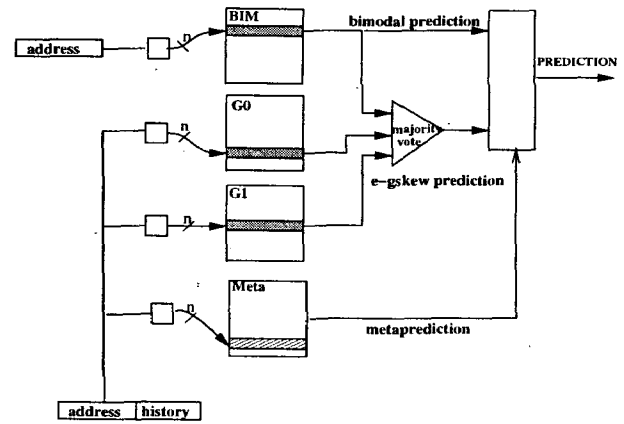 BIM
bimodal prediction
address
n
PREDICTION
G0
n
majority
vote
e-gskew prediction
G1
n
Meta
n
metaprediction
address history